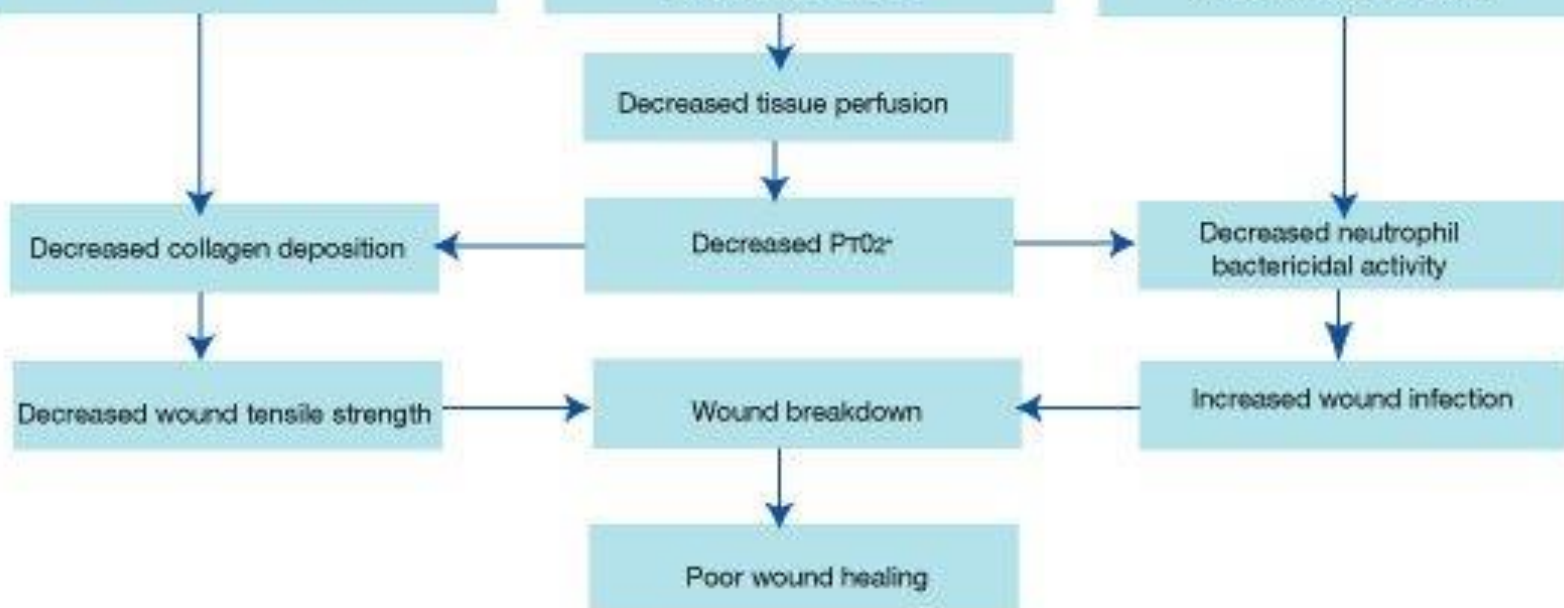 Decreased tissue perfusion
Decreased collagen deposition
Decreased PTO2*
Decreased neutrophil
bactericidal activity
Decreased wound tensile strength
Wound breakdown
Increased wound infection
Poor wound healing